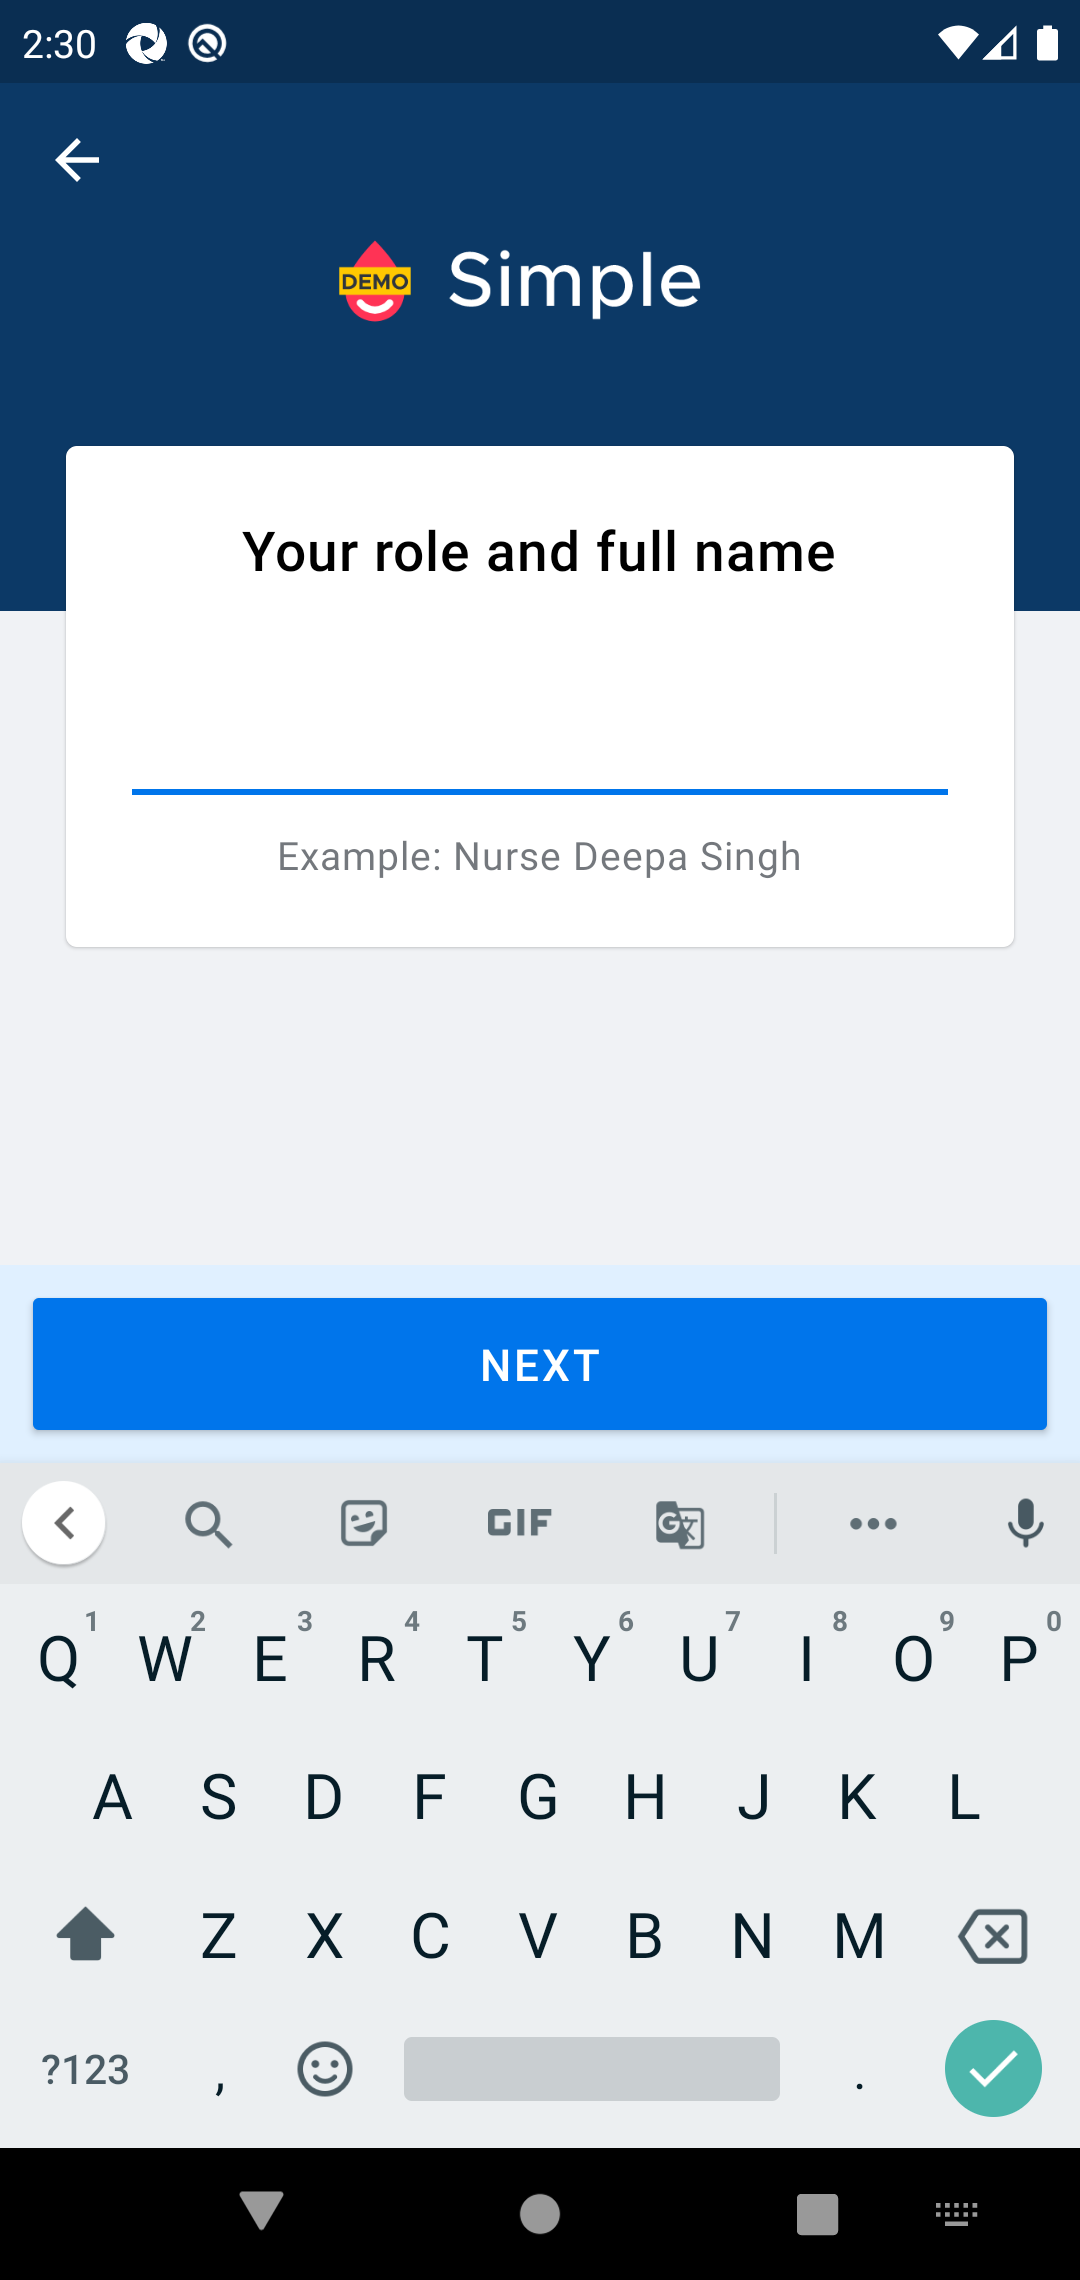 2:30
DEMO
Simple
Your role and full name
Example: Nurse Deepa Singh
NEXT
GIF
G
1 2 3 4 5 6 7 8 9 0
Q W E R T Y U I O P
A S D F G H J K L
Z X C V B N M
?123 , .